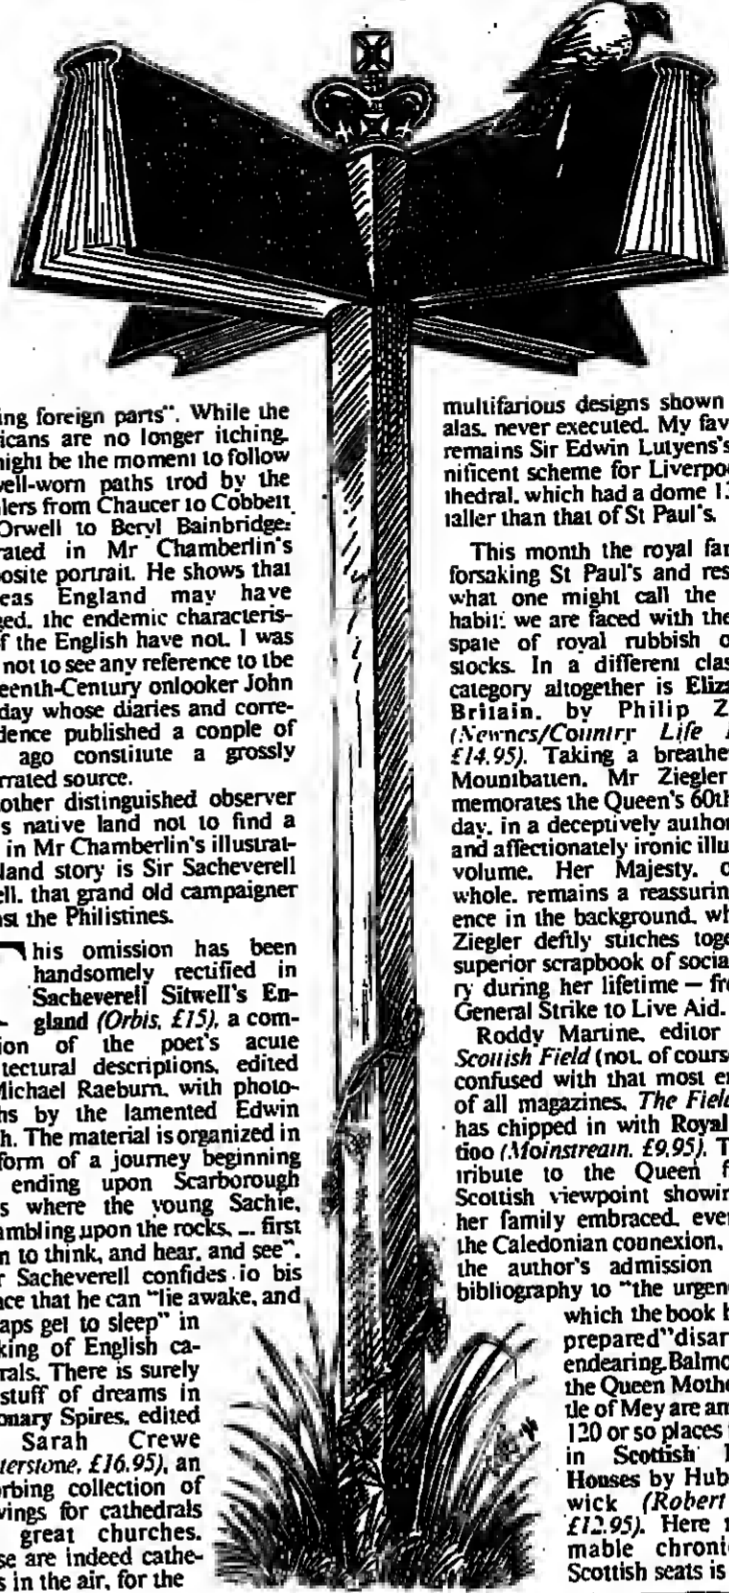 ing foreign parts". While the
icans are no longer itching.
night be the moment to follow
vell-worn paths trod by the
llers from Chaucer to Cobbett
Orwell to Beryl Bainbridge:
rated in Mr Chamberlin's
posite portrait. He shows that
eas England may have
ged. the endemic characteris-
of the English have not. I was
not to see any reference to the
teenth-Century onlooker John
day whose diaries and corre-
dence published a couple of
ago constitute a grossly
rrated source.
other distinguished observer
s native land not to find a
in Mr Chamberlin's illustrat-
land story is Sir Sacheverell
ell. that grand old campaigner
nst the Philistines.
his omission has been
handsomely rectified in
Sacheverell Sitwell's En-
gland (Orbis, £15), a com-
ion of the poet's acute
tectural descriptions, edited
Michael Raeburn. with photo-
hs by the lamented Edwin
h. The material is organized in
form of a journey beginning
ending upon Scarborough
s where the young Sachie,
ambling upon the rocks, ... first
n to think, and hear. and see".
r Sacheverell confides to his
nce that he can "lie awake, and
aps get to sleep" in
king of English ca-
rals. There is surely
stuff of dreams in
onary Spires, edited
Sarah Crewe
terstone, £16.95), an
orbing collection of
wings for cathedrals
great churches.
se are indeed cathe-
s in the air, for the
multifarious designs shown
alas. never executed. My fav
remains Sir Edwin Lutyens's
nificent scheme for Liverpoo
thedral. which had a dome 13
taller than that of St Paul's.
This month the royal far
forsaking St Paul's and res
what one might call the
habit: we are faced with the
spate of royal rubbish o
stocks. In a different clas
category altogether is Eliza
Britain, by Philip Z
(Newnes/Country Life
£14.95). Taking a breathe
Mountbatten, Mr Ziegler
memorates the Queen's 60th
day. in a deceptively author
and affectionately ironic illu
volume. Her Majesty. o
whole. remains a reassurin
ence in the background. wh
Ziegler deftly stitches toge
superior scrapbook of social
ry during her lifetime — fro
General Strike to Live Aid.
Roddy Martine, editor
Scottish Field (not. of course
confused with that most e
of all magazines, The Field
has chipped in with Royal
tioo (Moinstream. £9.95). T
tribute to the Queen f
Scottish viewpoint showir
her family embraced. ever
the Caledonian connexion.
the author's admission
bibliography to "the urgen
which the book b
prepared" disar
endearing. Balmo
the Queen Mothe
tle of Mey are am
120 or so places
in Scottish
Houses by Hub
wick (Robert
£12.95). Here
mable chroni
Scottish seats is